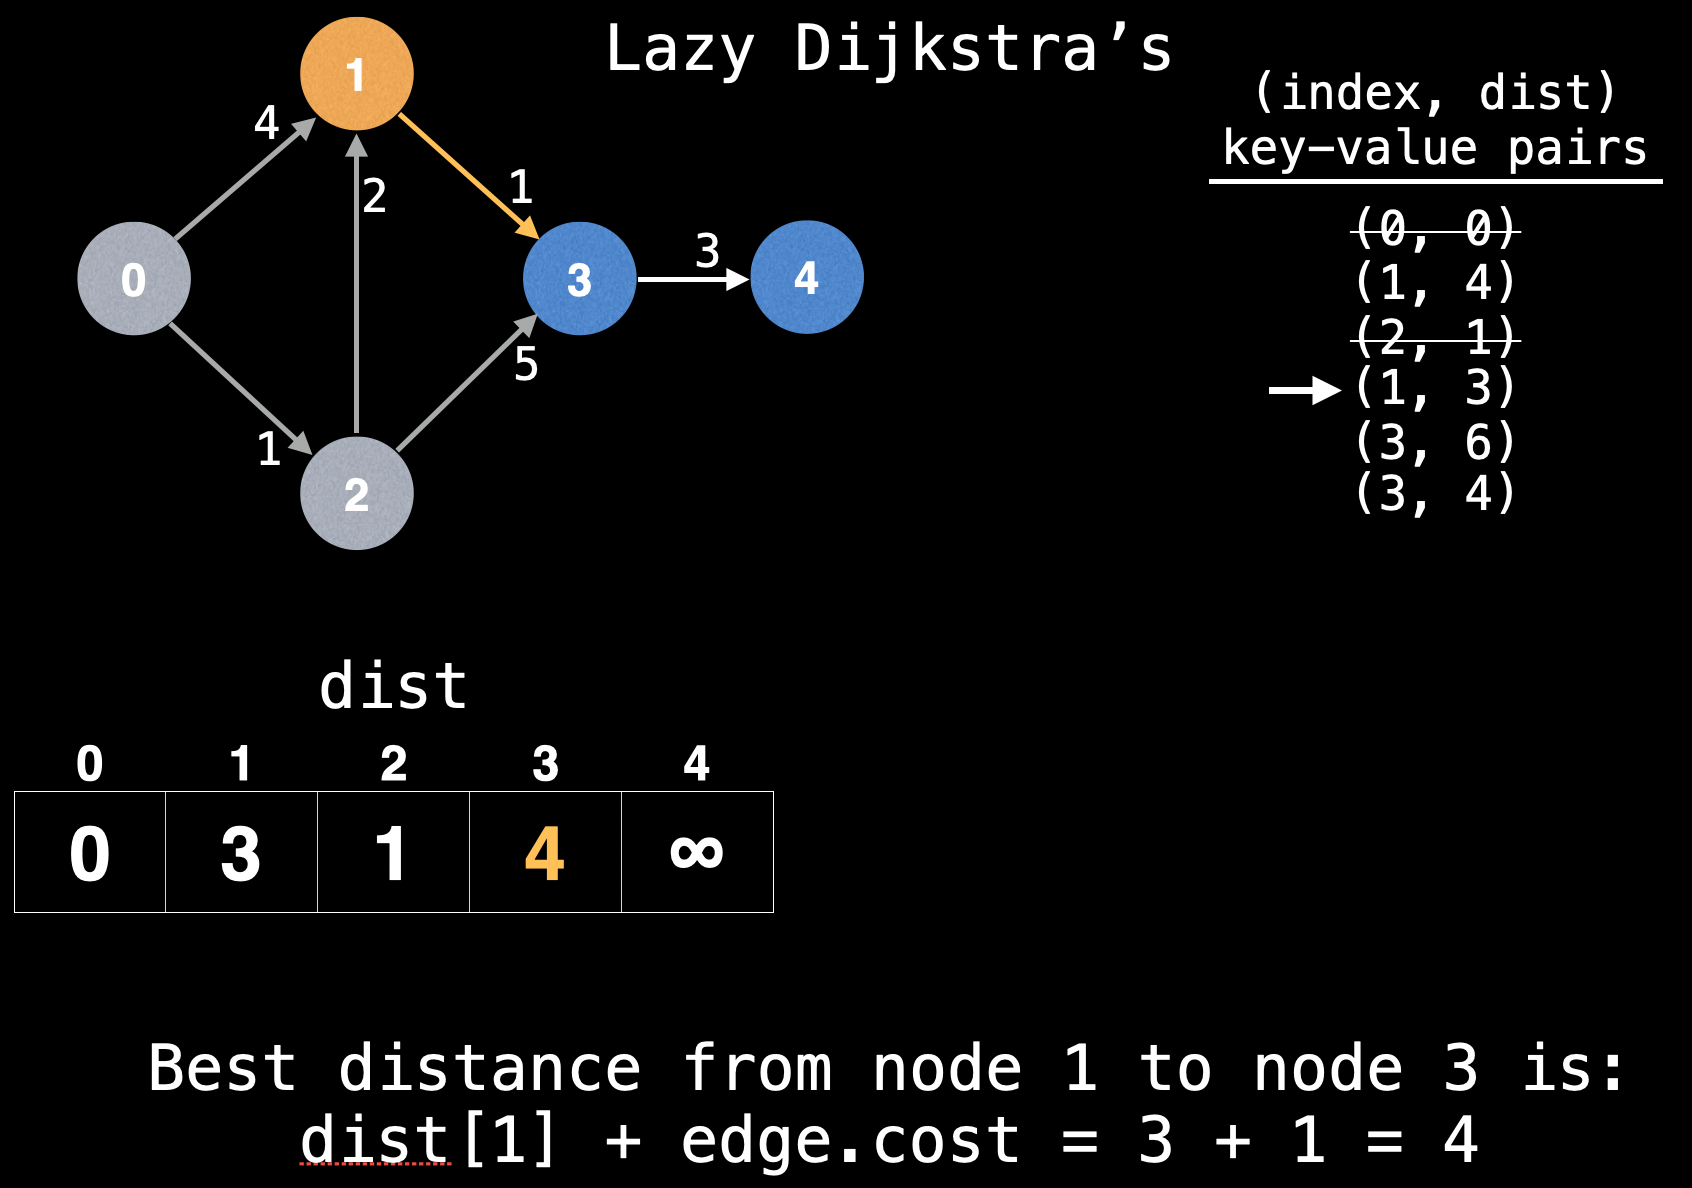 Lazy Dijkstra’s
(index, dist)
key-value pairs
(0, 0)
(1, 4)
(2, 1)
(1, 3)
(3, 6)
(3, 4)
1
4
1
2
0
3
3
4
5
1
2
dist
0 1 2 3 4
0 3 1 4 ∞
Best distance from node 1 to node 3 is:
dist[1] + edge.cost = 3 + 1 = 4